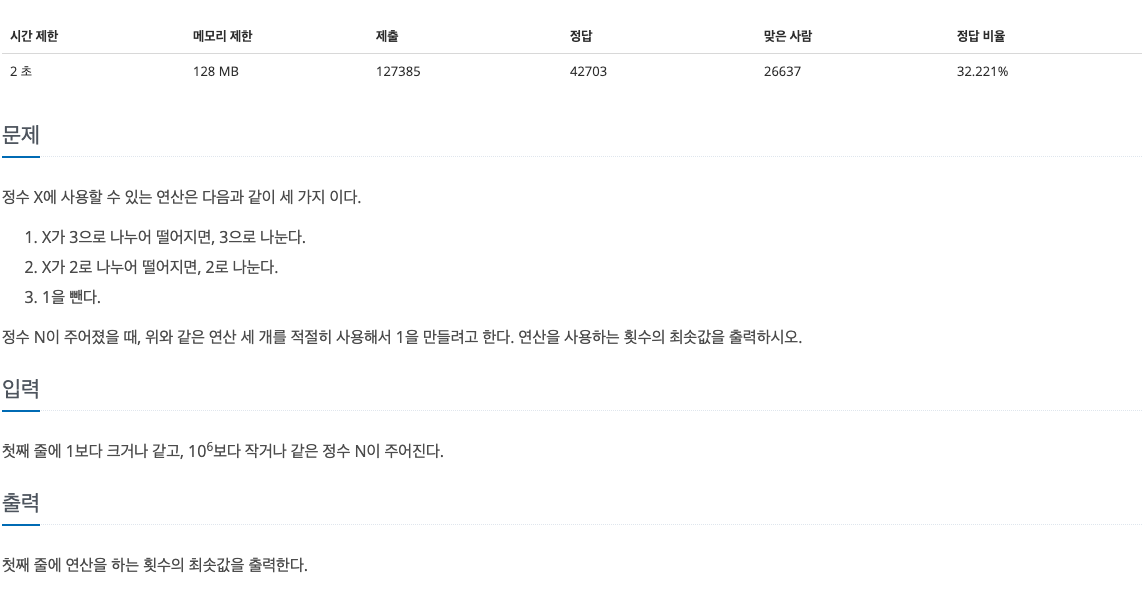 시간 제한 메모리 제한 제출 정답 맞은 사람 정답 비율
2 초 128 MB 127385 42703 26637 32.221%
문제
정수 X에 사용할 수 있는 연산은 다음과 같이 세 가지 이다.
1. X가 3으로 나누어 떨어지면, 3으로 나눈다.
2. X가 2로 나누어 떨어지면, 2로 나눈다.
3. 1을 뺀다.
정수 N이 주어졌을 때, 위와 같은 연산 세 개를 적절히 사용해서 1을 만들려고 한다. 연산을 사용하는 횟수의 최솟값을 출력하시오.
입력
첫째 줄에 1보다 크거나 같고, 10⁶보다 작거나 같은 정수 N이 주어진다.
출력
첫째 줄에 연산을 하는 횟수의 최솟값을 출력한다.